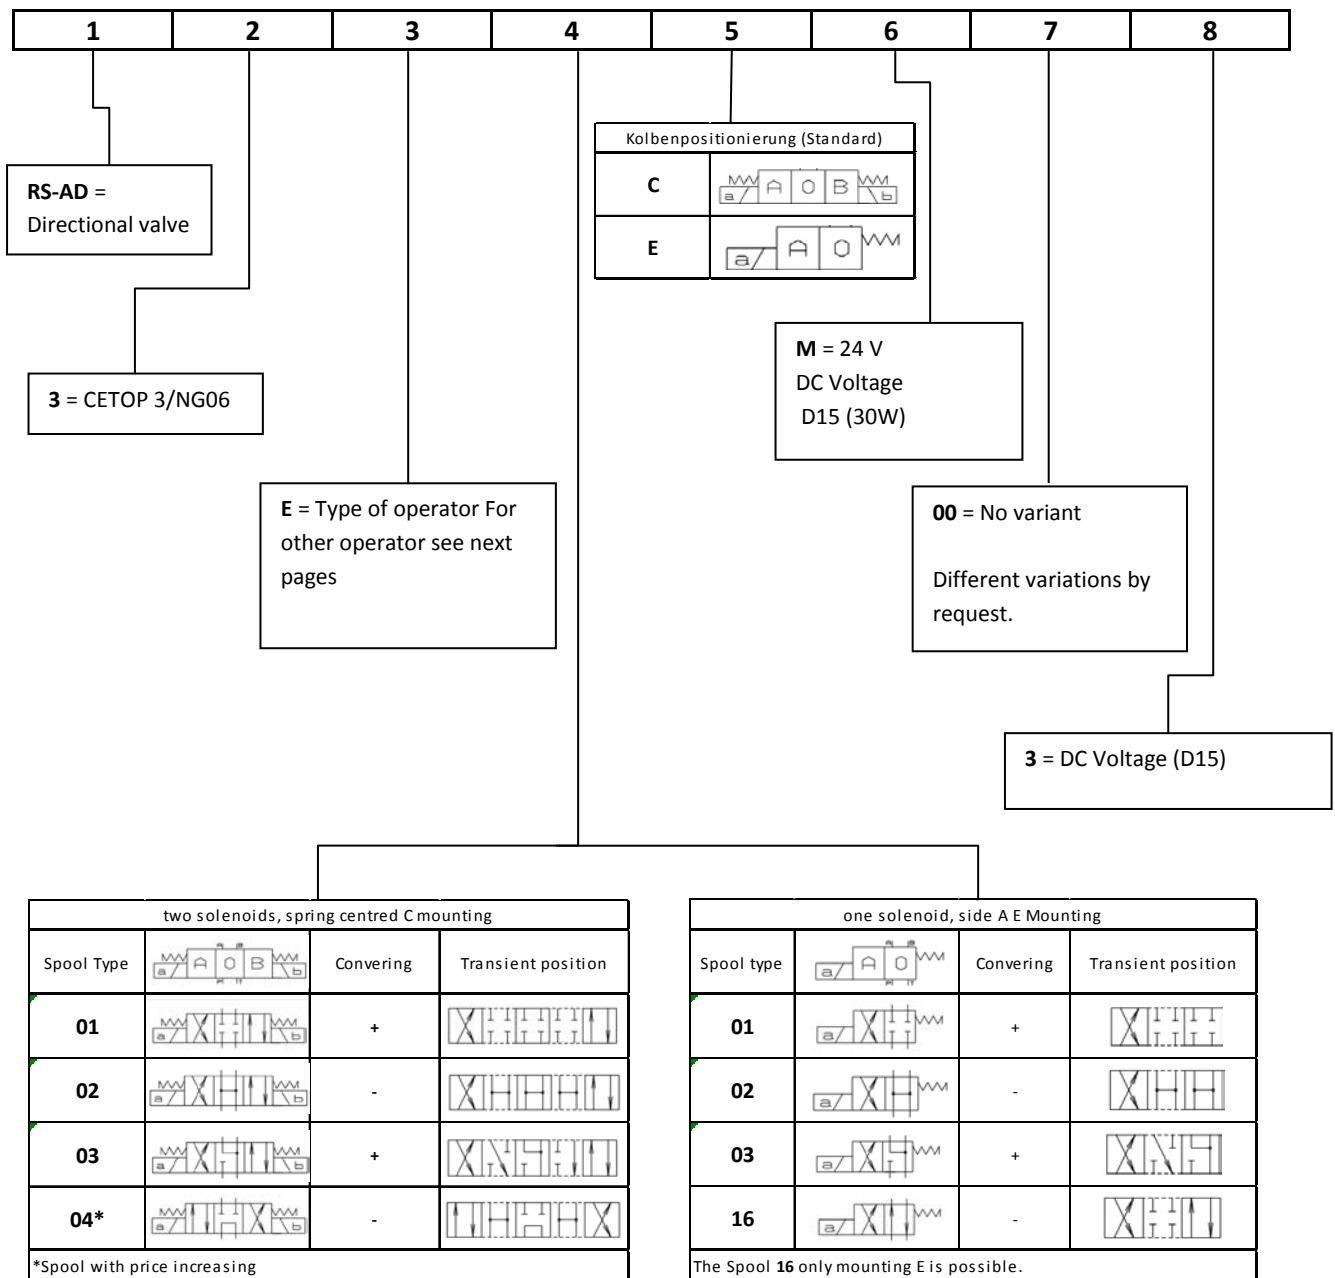 1 2 3 4 5 6 7 8
RS-AD =
Directional valve
3 = CETOP 3/NG06
E = Type of operator For
other operator see next
pages
Kolbenpositionierung (Standard)
C
a A O B b
E
a A O
M = 24 V
DC Voltage
D15 (30W)
00 = No variant
Different variations by
request.
3 = DC Voltage (D15)
two solenoids, spring centred C mounting
Spool Type a A O B b Convering Transient position
01 a b +
02 a b -
03 a b +
04* a b -
*Spool with price increasing
one solenoid, side A E Mounting
Spool type a A O Convering Transient position
01 a +
02 a -
03 a +
16 a -
The Spool 16 only mounting E is possible.